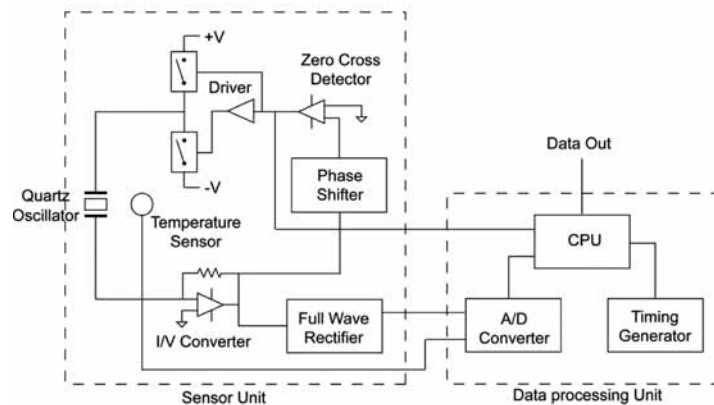 +V
Zero Cross
Detector
Driver
Data Out
-V
Phase
Shifter
Quartz
Oscillator
Temperature
Sensor
CPU
I/V Converter
Full Wave
Rectifier
A/D
Converter
Timing
Generator
Sensor Unit
Data processing Unit